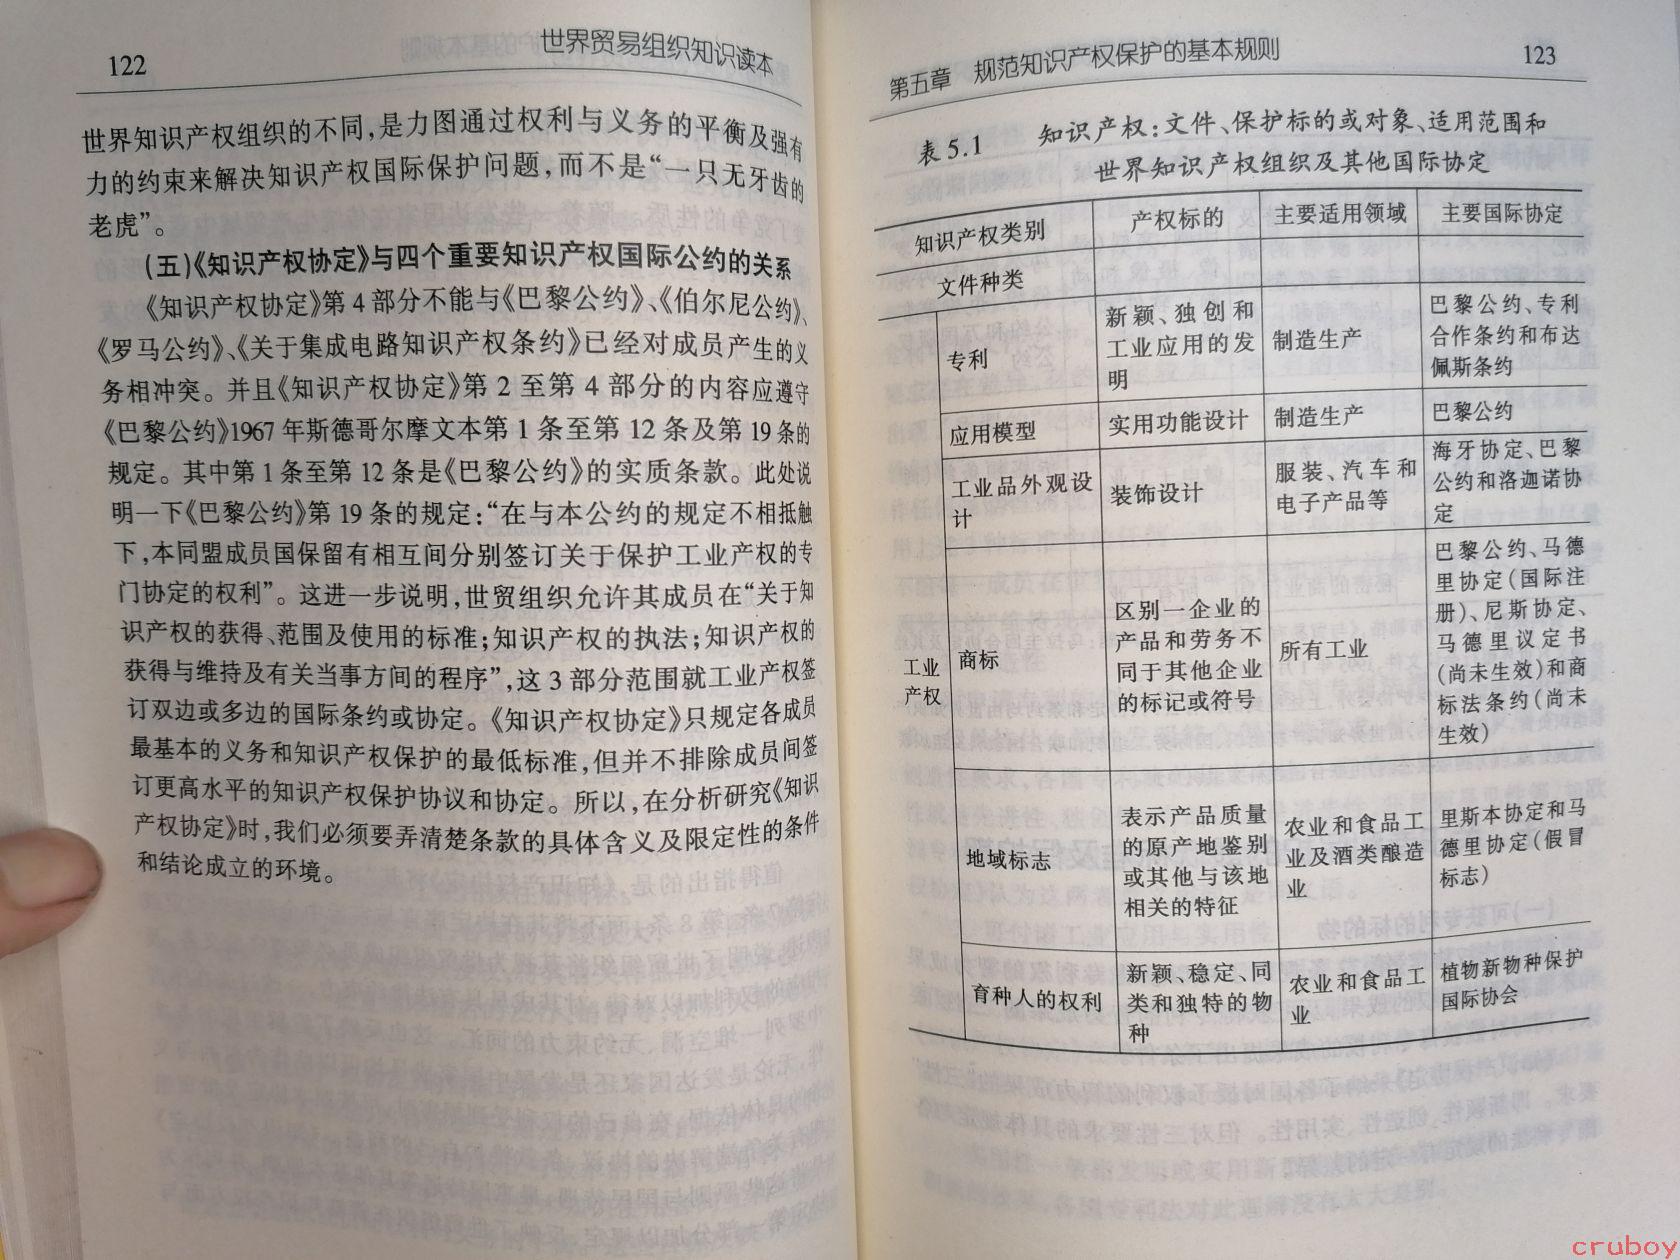 122
世界贸易组织知识读本
世界知识产权组织的不同,是力图通过权利与义务的平衡及强有
力的约束来解决知识产权国际保护问题,而不是“一只无牙齿的
老虎”。
(五)《知识产权协定》与四个重要知识产权国际公约的关系
《知识产权协定》第4部分不能与《巴黎公约》、《伯尔尼公约》、
《罗马公约》、《关于集成电路知识产权条约》已经对成员产生的义
务相冲突。并且《知识产权协定》第2至第4部分的内容应遵守
《巴黎公约》1967年斯德哥尔摩文本第1条至第12条及第19条的
规定。其中第1条至第12条是《巴黎公约》的实质条款。此处说
明一下《巴黎公约》第19条的规定:“在与本公约的规定不相抵触
下,本同盟成员国保留有相互间分别签订关于保护工业产权的专
门协定的权利”。这进一步说明,世贸组织允许其成员在“关于知
识产权的获得、范围及使用的标准;知识产权的执法;知识产权的
获得与维持及有关当事方间的程序”,这3部分范围就工业产权签
订双边或多边的国际条约或协定。《知识产权协定》只规定各成员
最基本的义务和知识产权保护的最低标准,但并不排除成员间签
订更高水平的知识产权保护协议和协定。所以,在分析研究《知识
产权协定》时,我们必须要弄清楚条款的具体含义及限定性的条件
和结论成立的环境。
第五章 规范知识产权保护的基本规则
123
表5.1 知识产权:文件、保护标的或对象、适用范围和
世界知识产权组织及其他国际协定
知识产权类别
产权标的
主要适用领域
主要国际协定
文件种类
工业
产权
专利
新颖、独创和
工业应用的发
明
制造生产
巴黎公约、专利
合作条约和布达
佩斯条约
应用模型
实用功能设计
制造生产
巴黎公约
工业品外观设
计
装饰设计
服装、汽车和
电子产品等
海牙协定、巴黎
公约和洛迦诺协
定
商标
区别一企业的
产品和劳务不
同于其他企业
的标记或符号
所有工业
巴黎公约、马德
里协定(国际注
册)、尼斯协定、
马德里议定书
(尚未生效)和商
标法条约(尚未
生效)
地域标志
表示产品质量
的原产地鉴别
或其他与该地
相关的特征
农业和食品工
业及酒类酿造
业
里斯本协定和马
德里协定(假冒
标志)
育种人的权利
新颖、稳定、同
类和独特的物
种
农业和食品工
业
植物新物种保护
国际协会
cruboy